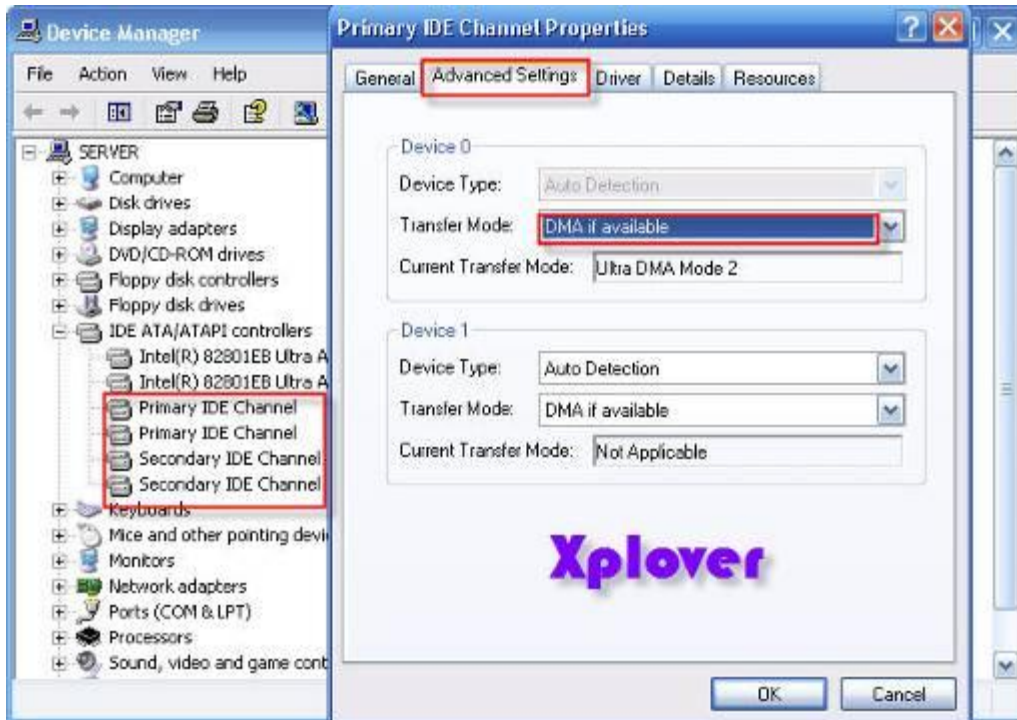 Device Manager
File Action View Help
SERVER
Computer
Disk drives
Display adapters
DVD/CD-ROM drives
Floppy disk controllers
Floppy disk drives
IDE ATA/ATAPI controllers
Intel(R) 82801EB Ultra A
Intel(R) 82801EB Ultra A
Primary IDE Channel
Primary IDE Channel
Secondary IDE Channel
Secondary IDE Channel
Keyboards
Mice and other pointing devi
Monitors
Network adapters
Ports (COM & LPT)
Processors
Sound, video and game cont
Primary IDE Channel Properties
General Advanced Settings Driver Details Resources
Device 0
Device Type: Auto Detection
Transfer Mode: DMA if available
Current Transfer Mode: Ultra DMA Mode 2
Device 1
Device Type: Auto Detection
Transfer Mode: DMA if available
Current Transfer Mode: Not Applicable
Xplover
OK Cancel